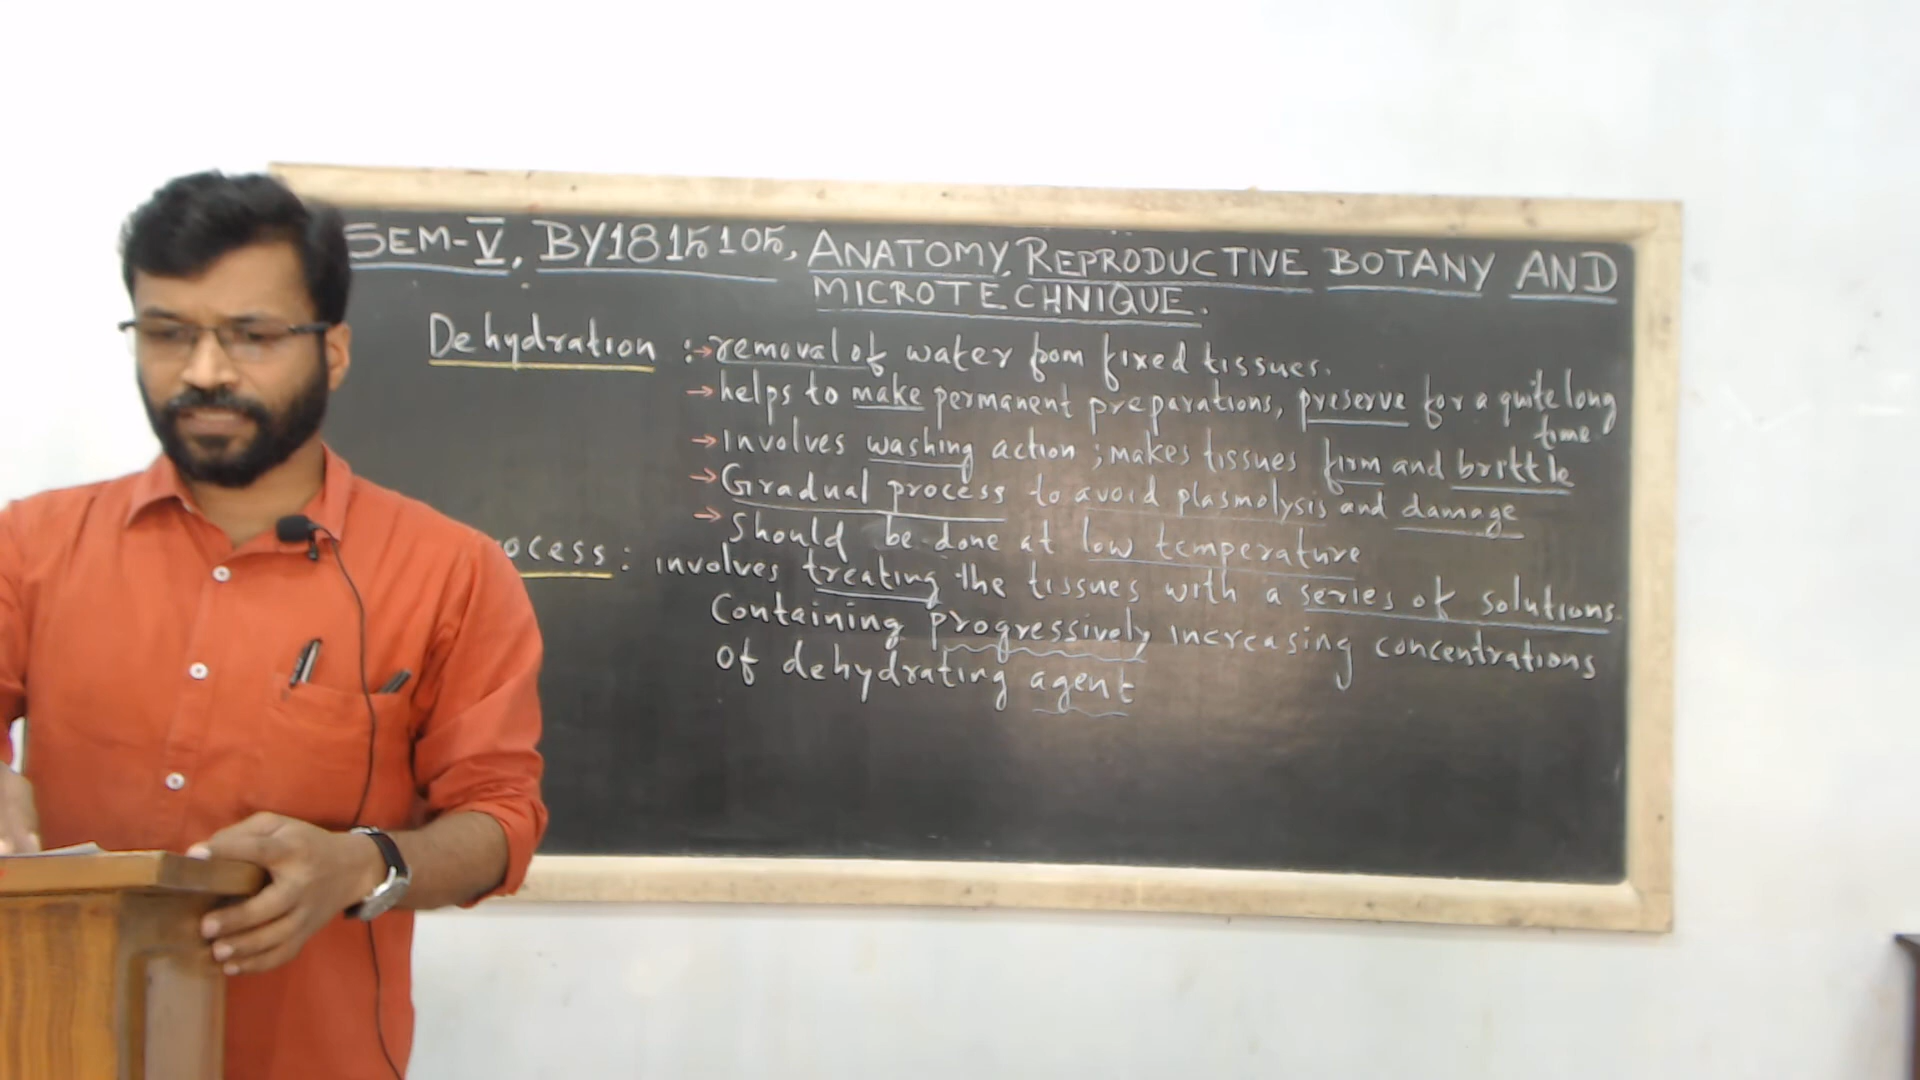 SEM-V, BY1815105, ANATOMY, REPRODUCTIVE BOTANY AND
MICROTECHNIQUE.
Dehydration :→ removal of water from fixed tissues.
→ helps to make permanent preparations, preserve for a quite long
time.
→ Involves washing action ; makes tissues firm and brittle
→ Gradual process to avoid plasmolysis and damage
→ Should be done at low temperature
ocess : involves treating the tissues with a series of solutions.
Containing progressively increasing concentrations
of dehydrating agent